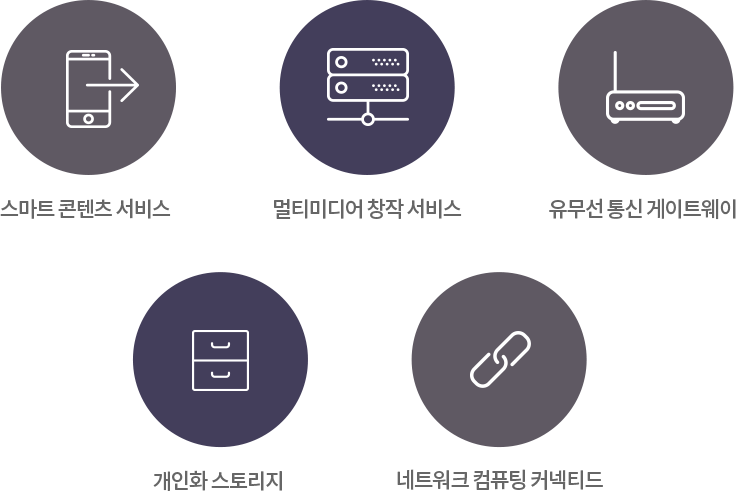 스마트 콘텐츠 서비스
멀티미디어 창작 서비스
유무선 통신 게이트웨이
개인화 스토리지
네트워크 컴퓨팅 커넥티드